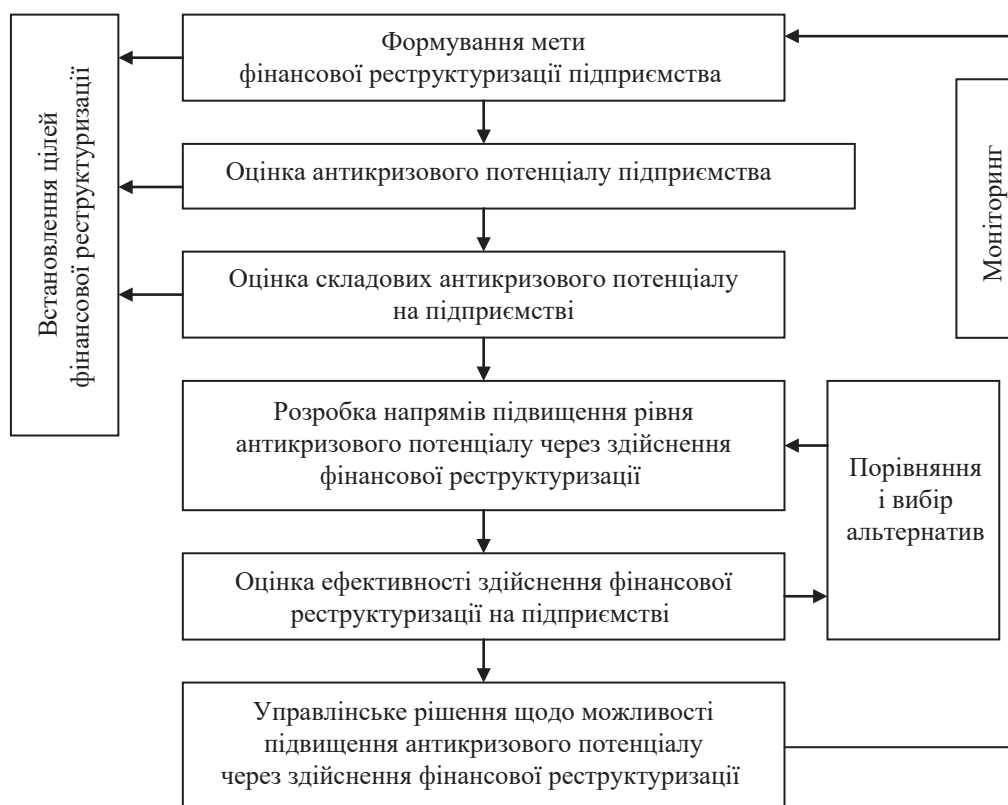 Встановлення цілей
фінансової реструктуризації
Формування мети
фінансової реструктуризації підприємства
Оцінка антикризового потенціалу підприємства
Оцінка складових антикризового потенціалу
на підприємстві
Розробка напрямів підвищення рівня
антикризового потенціалу через здійснення
фінансової реструктуризації
Оцінка ефективності здійснення фінансової
реструктуризації на підприємстві
Управлінське рішення щодо можливості
підвищення антикризового потенціалу
через здійснення фінансової реструктуризації
Порівняння
і вибір
альтернатив
Моніторинг